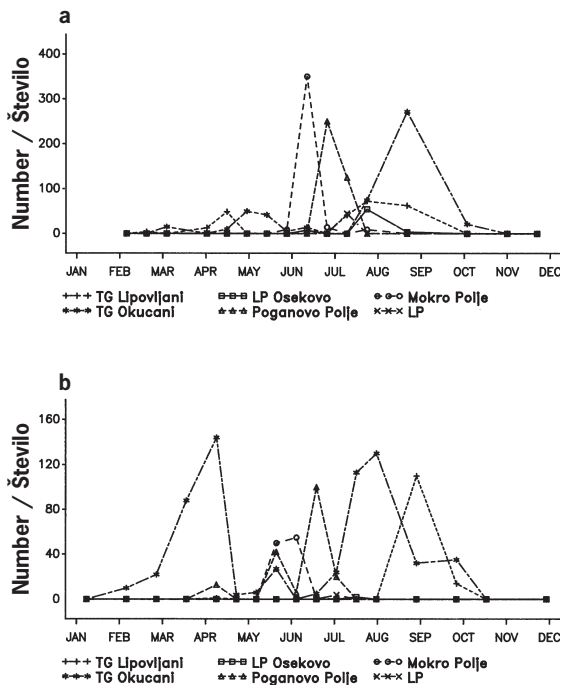 a
Number / Število
400
300
200
100
0
JAN FEB MAR APR MAY JUN JUL AUG SEP OCT NOV DEC
TG Lipovljani LP Osekovo Mokro Polje
TG Okucani Poganovo Polje LP
b
Number / Število
160
120
80
40
0
JAN FEB MAR APR MAY JUN JUL AUG SEP OCT NOV DEC
TG Lipovljani LP Osekovo Mokro Polje
TG Okucani Poganovo Polje LP